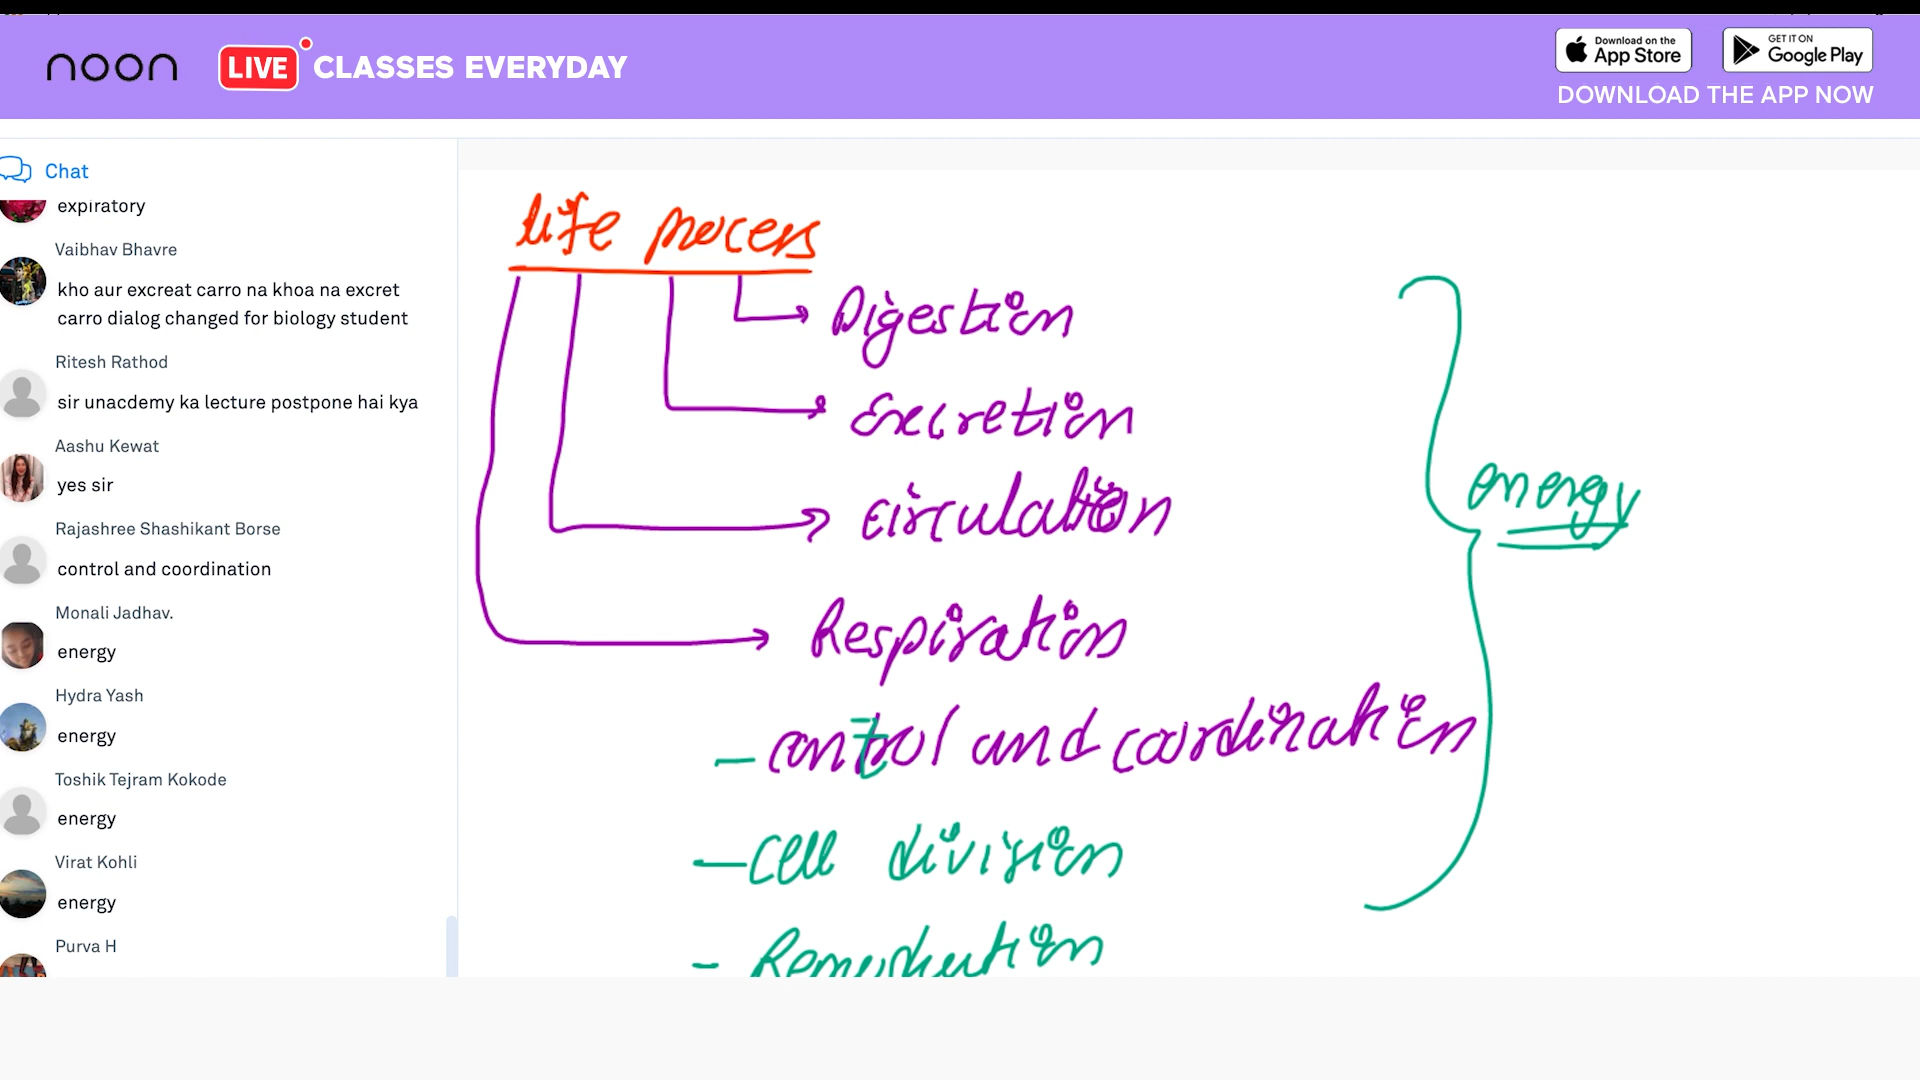 noon LIVE CLASSES EVERYDAY
Download on the App Store
GET IT ON Google Play
DOWNLOAD THE APP NOW
Chat
expiratory
Vaibhav Bhavre
kho aur excreat carro na khoa na excret
carro dialog changed for biology student
Ritesh Rathod
sir unacdemy ka lecture postpone hai kya
Aashu Kewat
yes sir
Rajashree Shashikant Borse
control and coordination
Monali Jadhav.
energy
Hydra Yash
energy
Toshik Tejram Kokode
energy
Virat Kohli
energy
Purva H
life process
Digestion
Excretion
circulation
Respiration
- control and coordination
- Cell division
energy